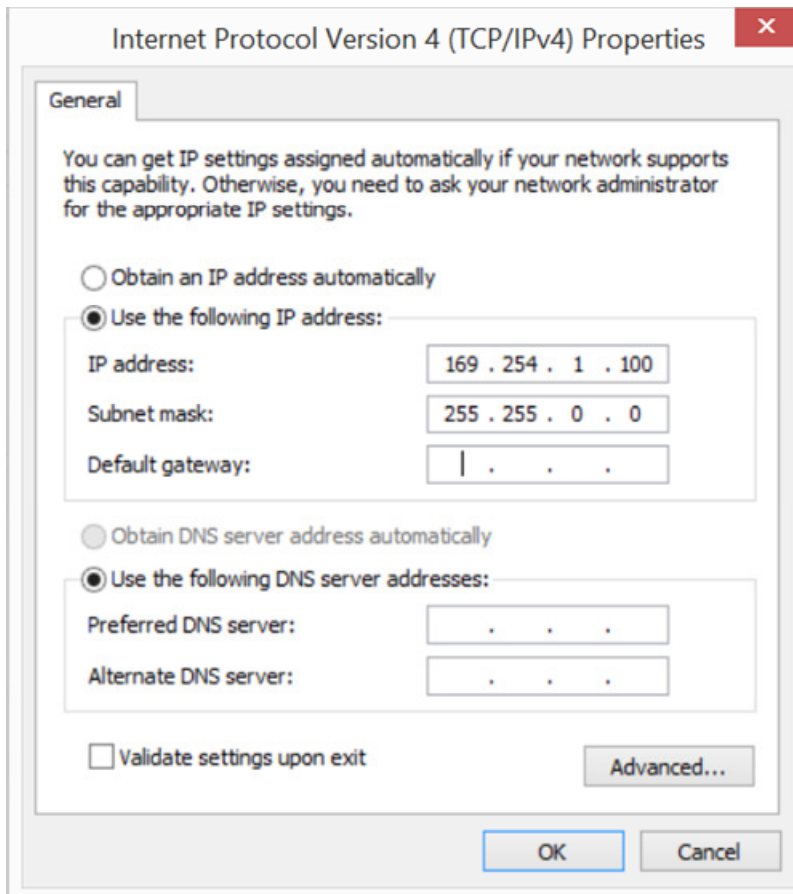 Internet Protocol Version 4 (TCP/IPv4) Properties
General
You can get IP settings assigned automatically if your network supports
this capability. Otherwise, you need to ask your network administrator
for the appropriate IP settings.
Obtain an IP address automatically
Use the following IP address:
IP address: 169 . 254 . 1 . 100
Subnet mask: 255 . 255 . 0 . 0
Default gateway: . . .
Obtain DNS server address automatically
Use the following DNS server addresses:
Preferred DNS server: . . .
Alternate DNS server: . . .
Validate settings upon exit
Advanced...
OK Cancel